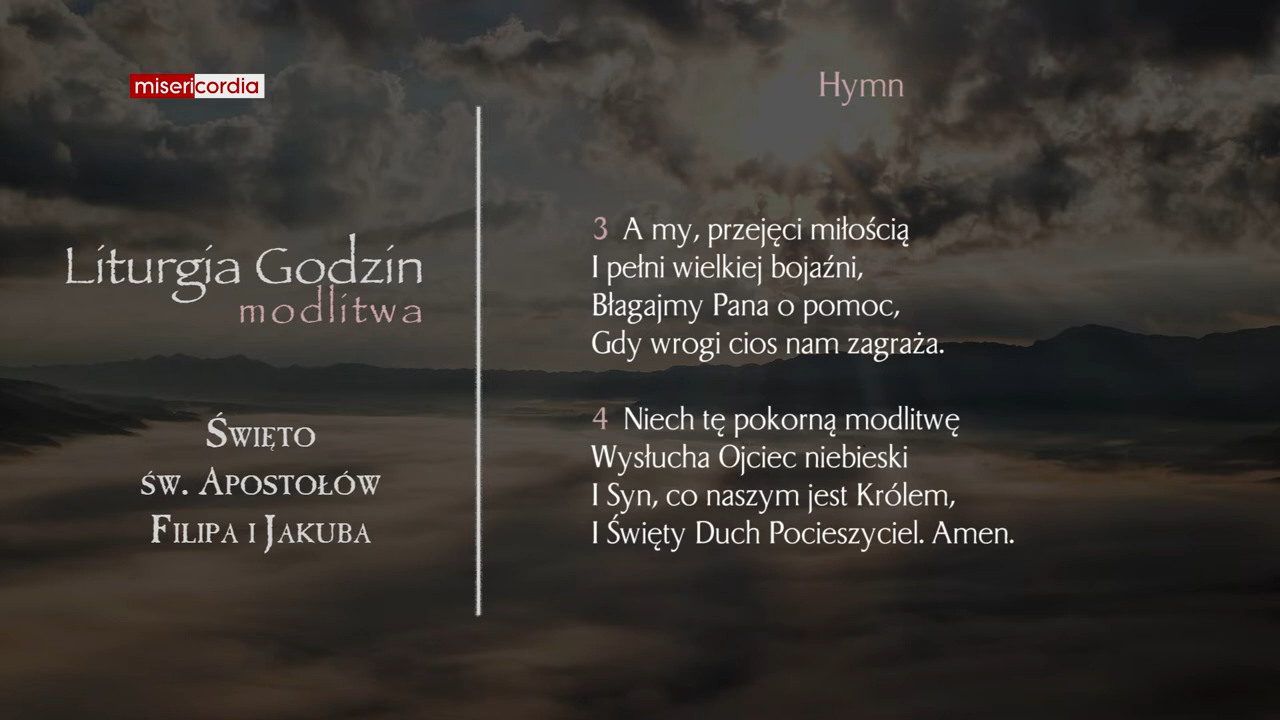 misericordia
Liturgia Godzin
modlitwa
Święto
św. Apostołów
Filipa i Jakuba
Hymn
3 A my, przejęci miłością
I pełni wielkiej bojaźni,
Błagajmy Pana o pomoc,
Gdy wrogi cios nam zagraża.
4 Niech tę pokorną modlitwę
Wysłucha Ojciec niebieski
I Syn, co naszym jest Królem,
I Święty Duch Pocieszyciel. Amen.